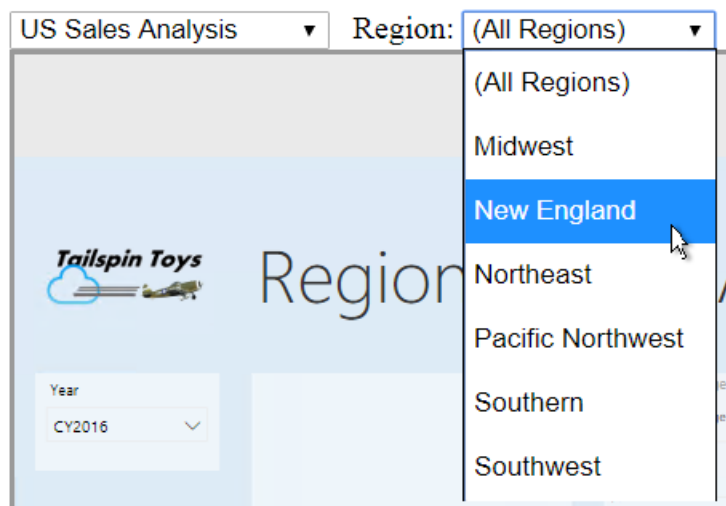 US Sales Analysis
Region: (All Regions)
(All Regions)
Midwest
New England
Northeast
Pacific Northwest
Southern
Southwest
Tailspin Toys
Region
Year
CY2016